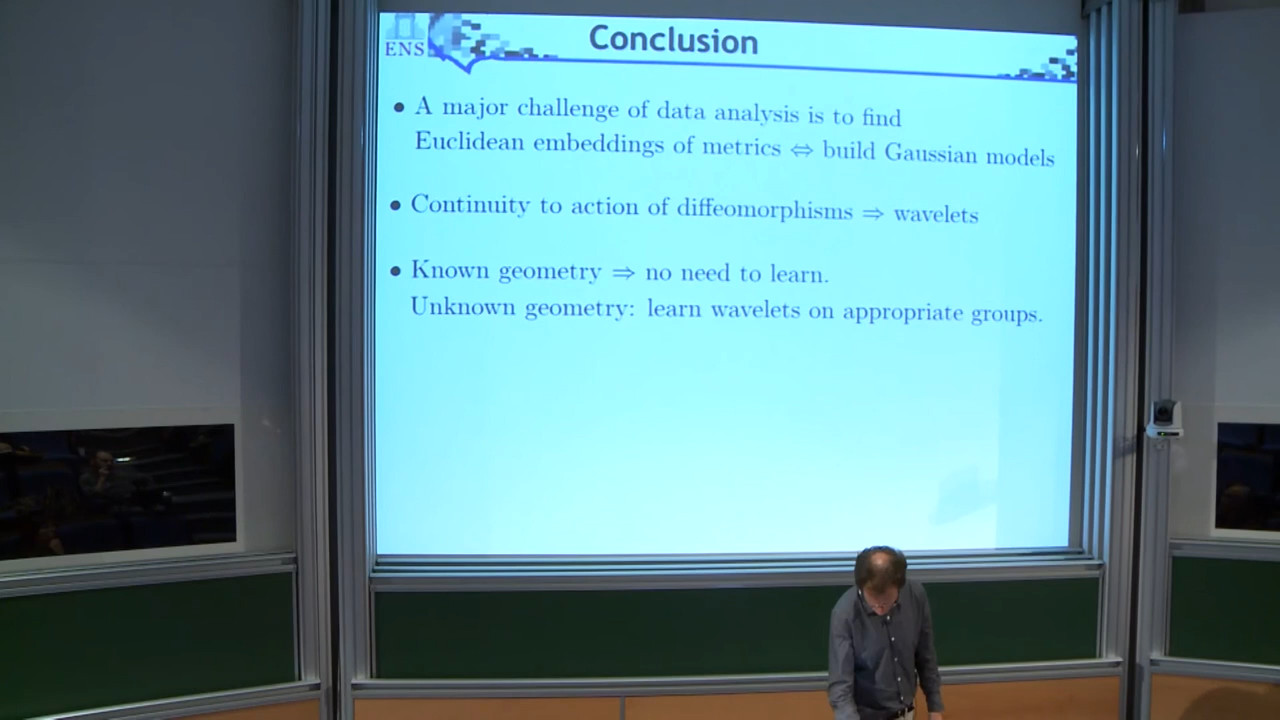 ENS
Conclusion
• A major challenge of data analysis is to find
Euclidean embeddings of metrics ⇔ build Gaussian models
• Continuity to action of diffeomorphisms ⇒ wavelets
• Known geometry ⇒ no need to learn.
Unknown geometry: learn wavelets on appropriate groups.